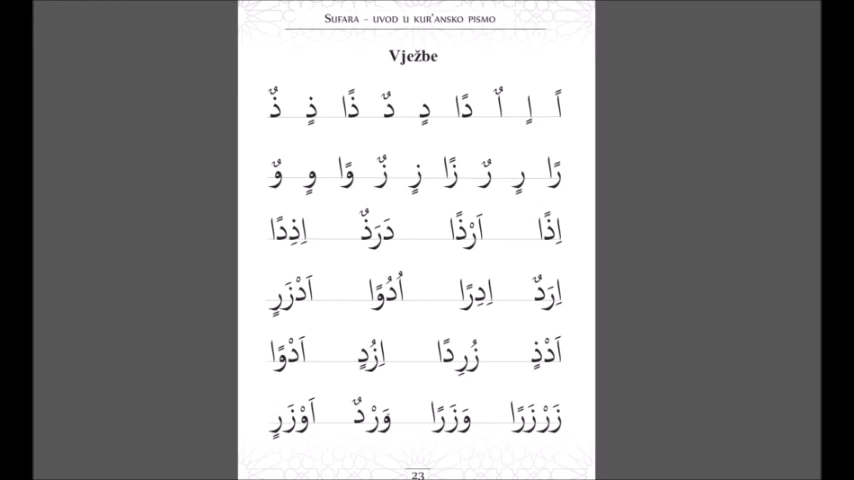 SUFARA - UVOD U KUR'ANSKO PISMO
Vježbe
اً اٍ اٌ دًا دٍ دٌ ذًا ذٍ ذٌ
رًا رٍ رٌ زًا زٍ زٌ وًا وٍ وٌ
اِذًا اَرْذًا دَرَذٌ اِذِدًا
اِرَدٌ اِدِرًا اُدُوًا اَدْزَرٍ
اَدْذٍ زُرِدًا اِزُدٍ اَدْوًا
زَرْزَرًا وَزَرًا وَرْدٌ اَوْزَرٍ
23